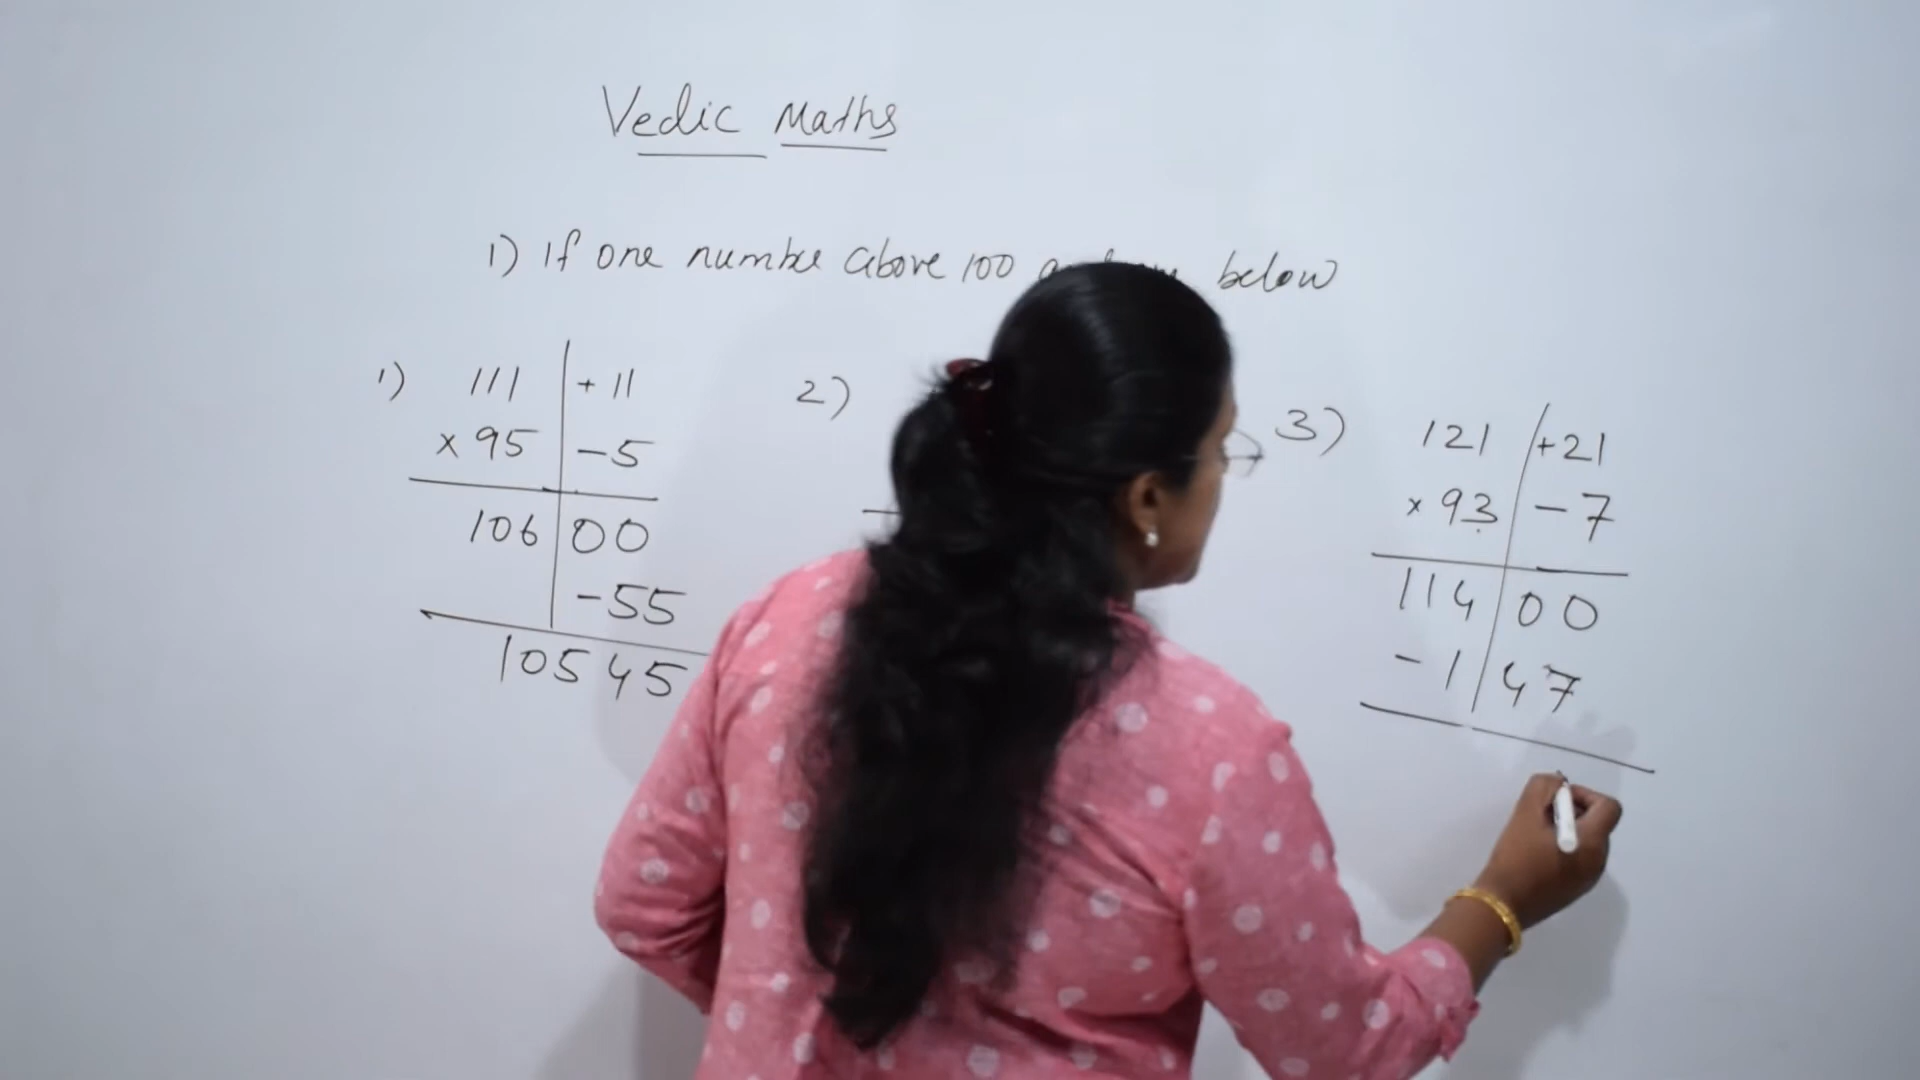 Vedic Maths
1) If one number above 100 below
1) 111 + 11
× 95 - 5
106 00
- 55
10545
2)
3) 121 + 21
× 93 - 7
114 00
- 1 47